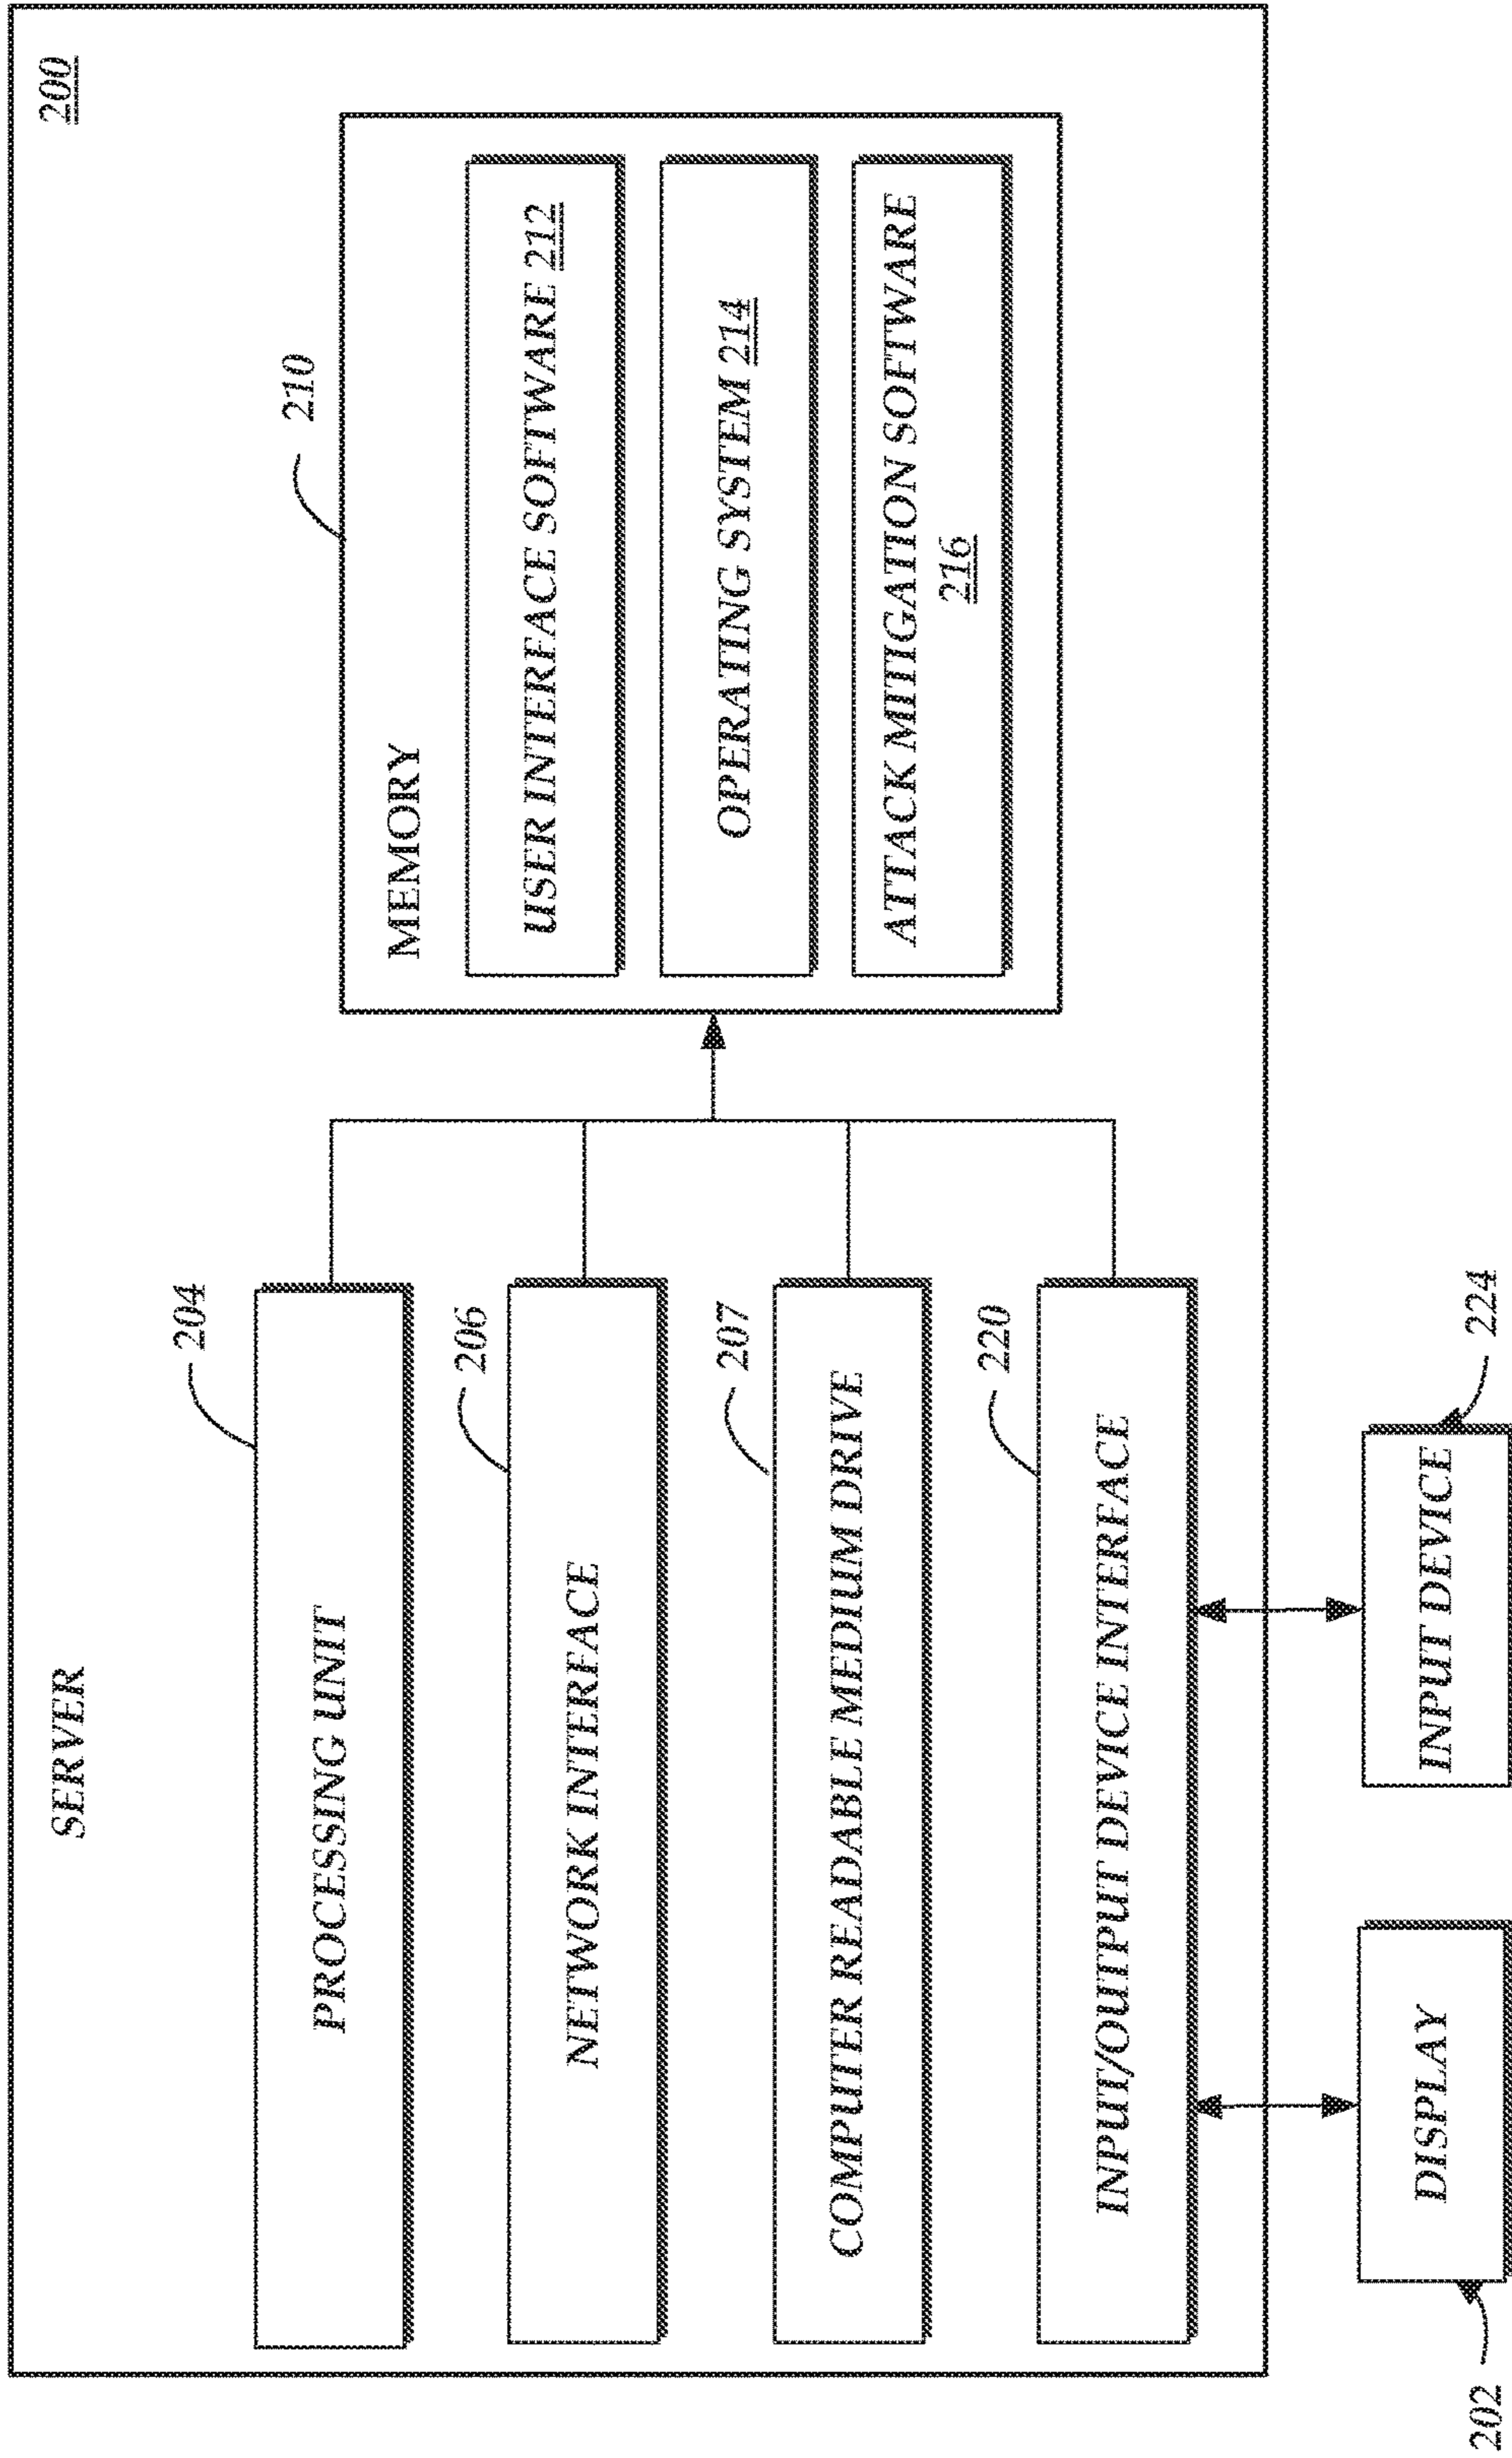 200
SERVER
204
PROCESSING UNIT
206
NETWORK INTERFACE
207
COMPUTER READABLE MEDIUM DRIVE
220
INPUT/OUTPUT DEVICE INTERFACE
210
MEMORY
USER INTERFACE SOFTWARE 212
OPERATING SYSTEM 214
ATTACK MITIGATION SOFTWARE
216
202
DISPLAY
INPUT DEVICE
224